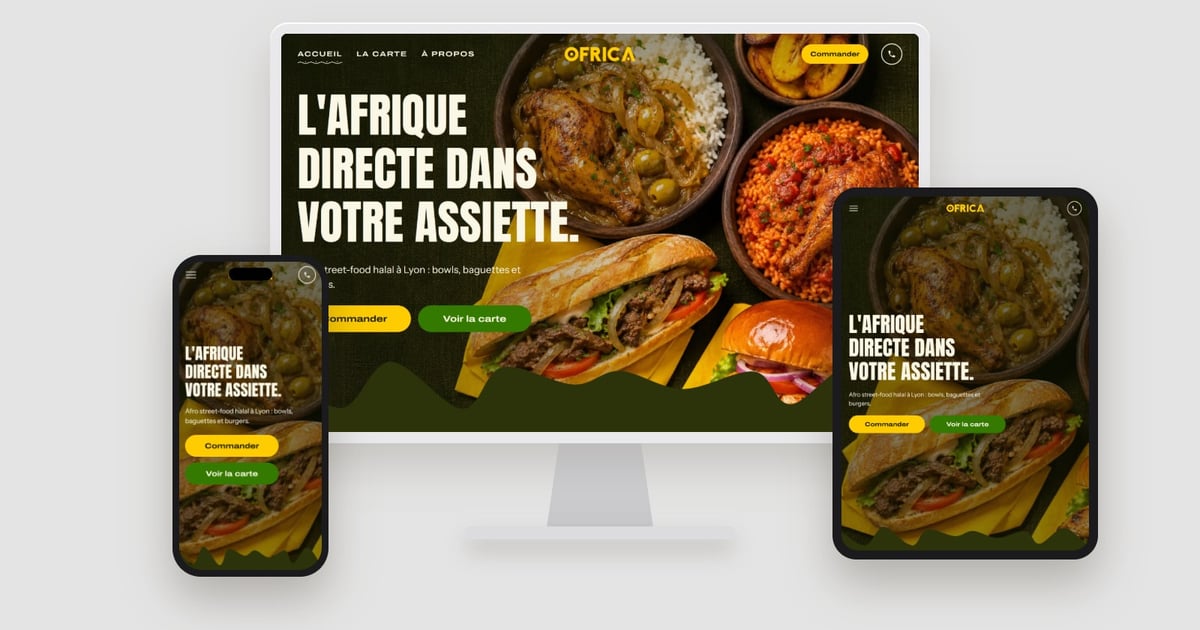 ACCUEIL LA CARTE À PROPOS OFRICA Commander
L'AFRIQUE
DIRECTE DANS
VOTRE ASSIETTE.
treet-food halal à Lyon : bowls, baguettes et
s.
ommander Voir la carte
L'AFRIQUE
DIRECTE DANS
VOTRE ASSIETTE.
Afro street-food halal à Lyon : bowls,
baguettes et burgers.
Commander
Voir la carte
OFRICA
L'AFRIQUE
DIRECTE DANS
VOTRE ASSIETTE.
Afro street-food halal à Lyon : bowls, baguettes et
burgers.
Commander Voir la carte